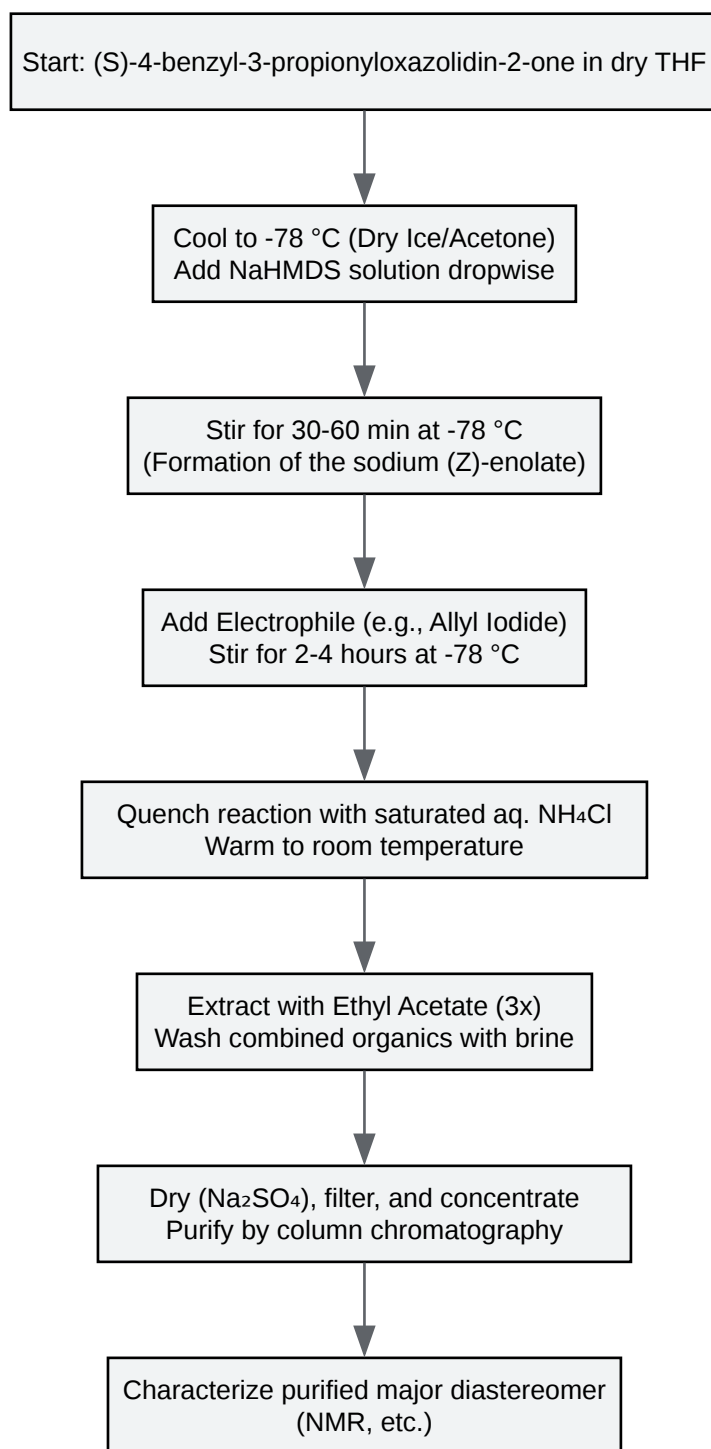 Start: (S)-4-benzyl-3-propionyloxazolidin-2-one in dry THF
Cool to -78 °C (Dry Ice/Acetone)
Add NaHMDS solution dropwise
Stir for 30-60 min at -78 °C
(Formation of the sodium (Z)-enolate)
Add Electrophile (e.g., Allyl Iodide)
Stir for 2-4 hours at -78 °C
Quench reaction with saturated aq. NH₄Cl
Warm to room temperature
Extract with Ethyl Acetate (3x)
Wash combined organics with brine
Dry (Na₂SO₄), filter, and concentrate
Purify by column chromatography
Characterize purified major diastereomer
(NMR, etc.)